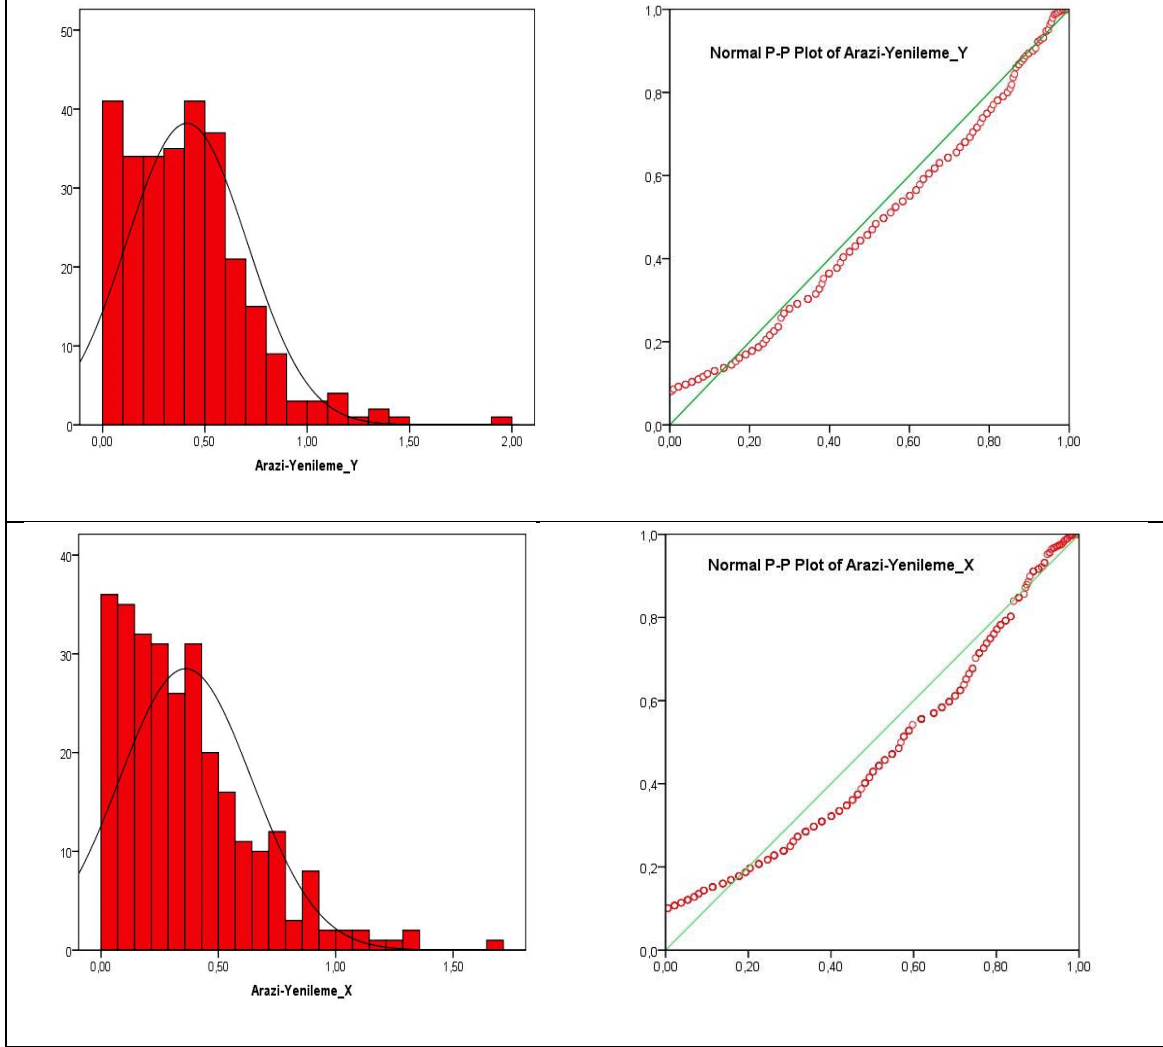 50
40
30
20
10
0
0,00 0,50 1,00 1,50 2,00
Arazi-Yenileme_Y
Normal P-P Plot of Arazi-Yenileme_Y
1,0
0,8
0,6
0,4
0,2
0,0
0,00 0,20 0,40 0,60 0,80 1,00
40
30
20
10
0
0,00 0,50 1,00 1,50
Arazi-Yenileme_X
Normal P-P Plot of Arazi-Yenileme_X
1,0
0,8
0,6
0,4
0,2
0,0
0,00 0,20 0,40 0,60 0,80 1,00